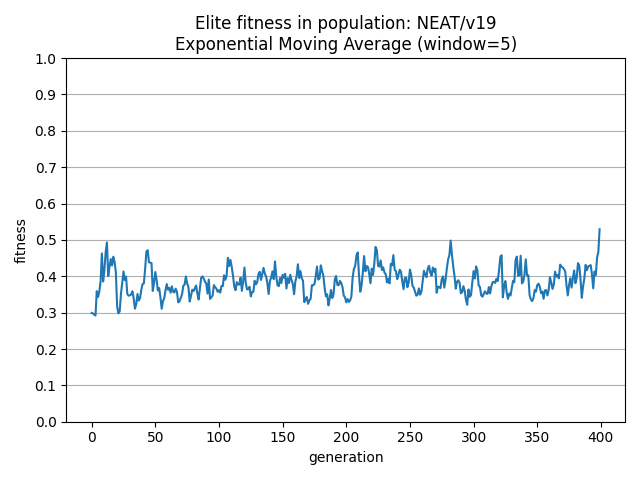 Elite fitness in population: NEAT/v19
Exponential Moving Average (window=5)
1.0
0.9
0.8
0.7
0.6
0.5
0.4
0.3
0.2
0.1
0.0
fitness
0 50 100 150 200 250 300 350 400
generation